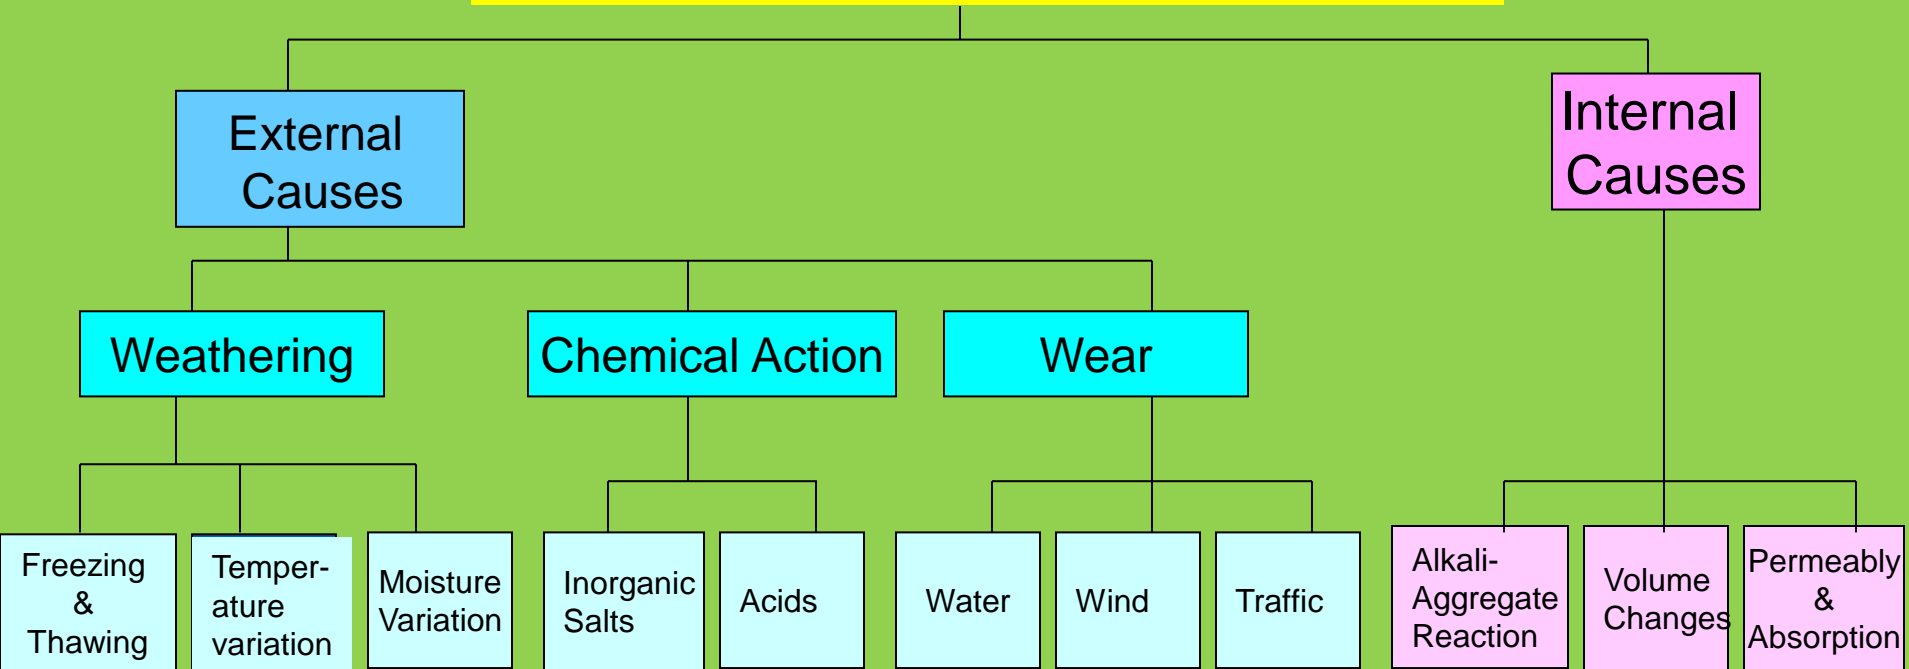 External
Causes
Internal
Causes
Weathering
Chemical Action
Wear
Freezing
&
Thawing
Temper-
ature
variation
Moisture
Variation
Inorganic
Salts
Acids
Water
Wind
Traffic
Alkali-
Aggregate
Reaction
Volume
Changes
Permeably
&
Absorption